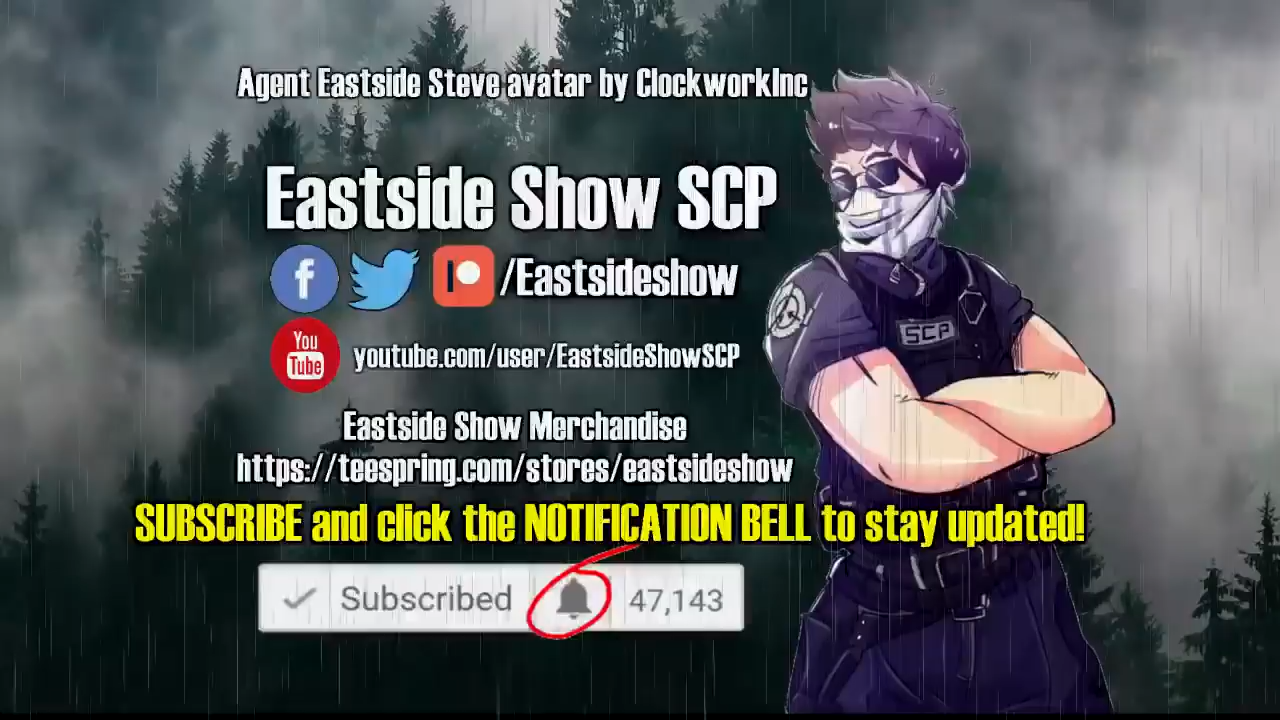 Agent Eastside Steve avatar by ClockworkInc
Eastside Show SCP
/Eastsideshow
You
Tube
youtube.com/user/EastsideShowSCP
SCP
Eastside Show Merchandise
https://teespring.com/stores/eastsideshow
SUBSCRIBE and click the NOTIFICATION BELL to stay updated!
Subscribed 47,143